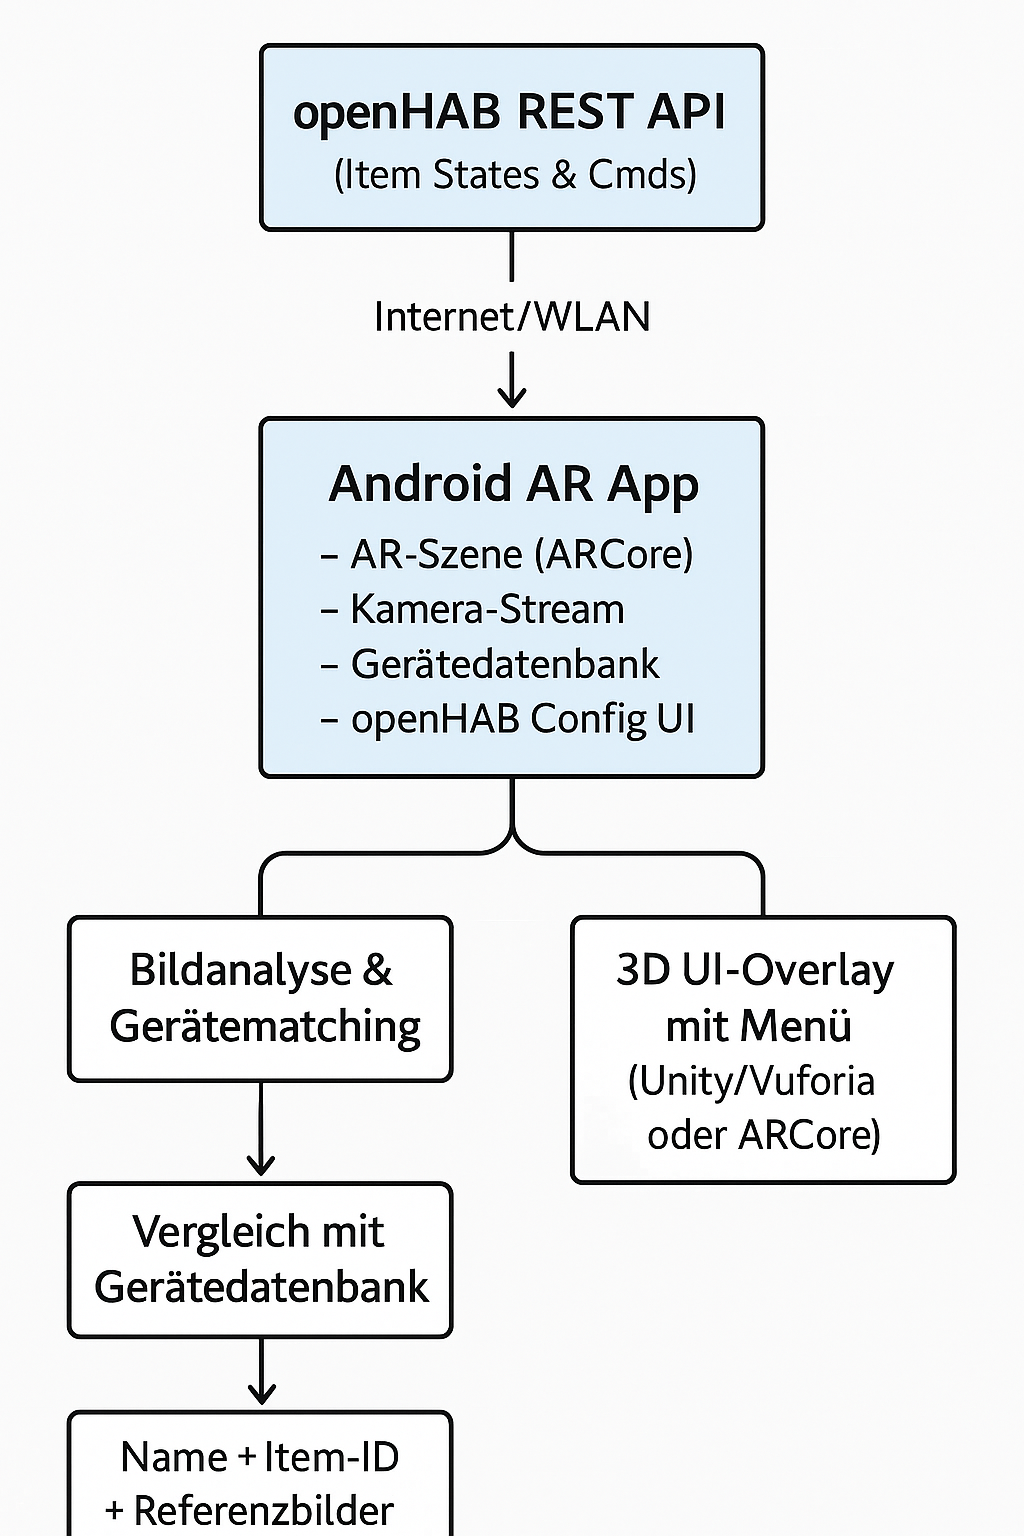 openHAB REST API
(Item States & Cmds)
Internet/WLAN
Android AR App
– AR-Szene (ARCore)
– Kamera-Stream
– Gerätedatenbank
– openHAB Config UI
Bildanalyse &
Gerätematching
3D UI-Overlay
mit Menü
(Unity/Vuforia
oder ARCore)
Vergleich mit
Gerätedatenbank
Name + Item-ID
+ Referenzbilder